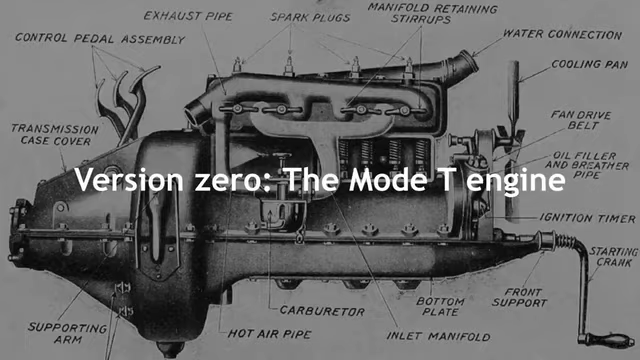 EXHAUST PIPE
SPARK PLUGS
MANIFOLD RETAINING
STIRRUPS
CONTROL PEDAL ASSEMBLY
WATER CONNECTION
COOLING PAN
TRANSMISSION
CASE COVER
FAN DRIVE
BELT
OIL FILLER
AND BREATHER
PIPE
Version zero: The Mode T engine
IGNITION TIMER
STARTING
CRANK
FRONT
SUPPORT
BOTTOM
PLATE
CARBURETOR
SUPPORTING
ARM
HOT AIR PIPE
INLET MANIFOLD